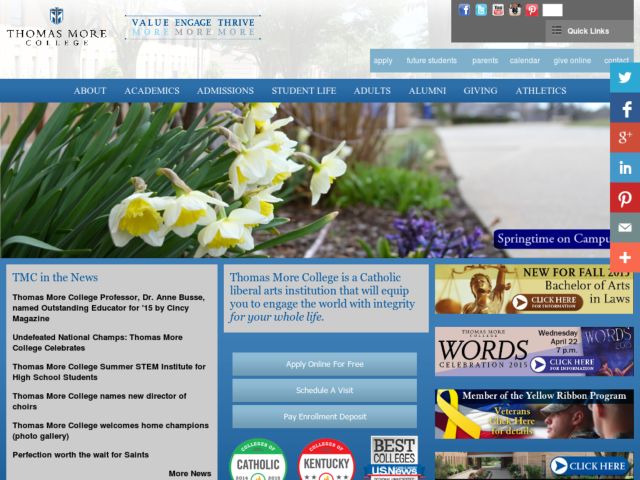 THOMAS MORE
COLLEGE
VALUE ENGAGE THRIVE
MORE MORE MORE
Quick Links
apply
future students
parents
calendar
give online
contact
ABOUT
ACADEMICS
ADMISSIONS
STUDENT LIFE
ADULTS
ALUMNI
GIVING
ATHLETICS
Springtime on Campu
TMC in the News
Thomas More College Professor, Dr. Anne Busse,
named Outstanding Educator for '15 by Cincy
Magazine
Undefeated National Champs: Thomas More
College Celebrates
Thomas More College Summer STEM Institute for
High School Students
Thomas More College names new director of
choirs
Thomas More College welcomes home champions
(photo gallery)
Perfection worth the wait for Saints
More News
Thomas More College is a Catholic
liberal arts institution that will equip
you to engage the world with integrity
for your whole life.
Apply Online For Free
Schedule A Visit
Pay Enrollment Deposit
COLLEGES OF
CATHOLIC
2014 2015
COLLEGES OF
KENTUCKY
2014 2015
BEST
COLLEGES
U.S.News
NEW FOR FALL 2015
Bachelor of Arts
in Laws
CLICK HERE
FOR INFORMATION
THOMAS MORE
WORDS
CELEBRATION 2015
Wednesday
April 22
7 p.m.
WORDS
CLICK HERE
FOR INFORMATION
Member of the Yellow Ribbon Program
Veterans
Click Here
for details
CLICK HERE